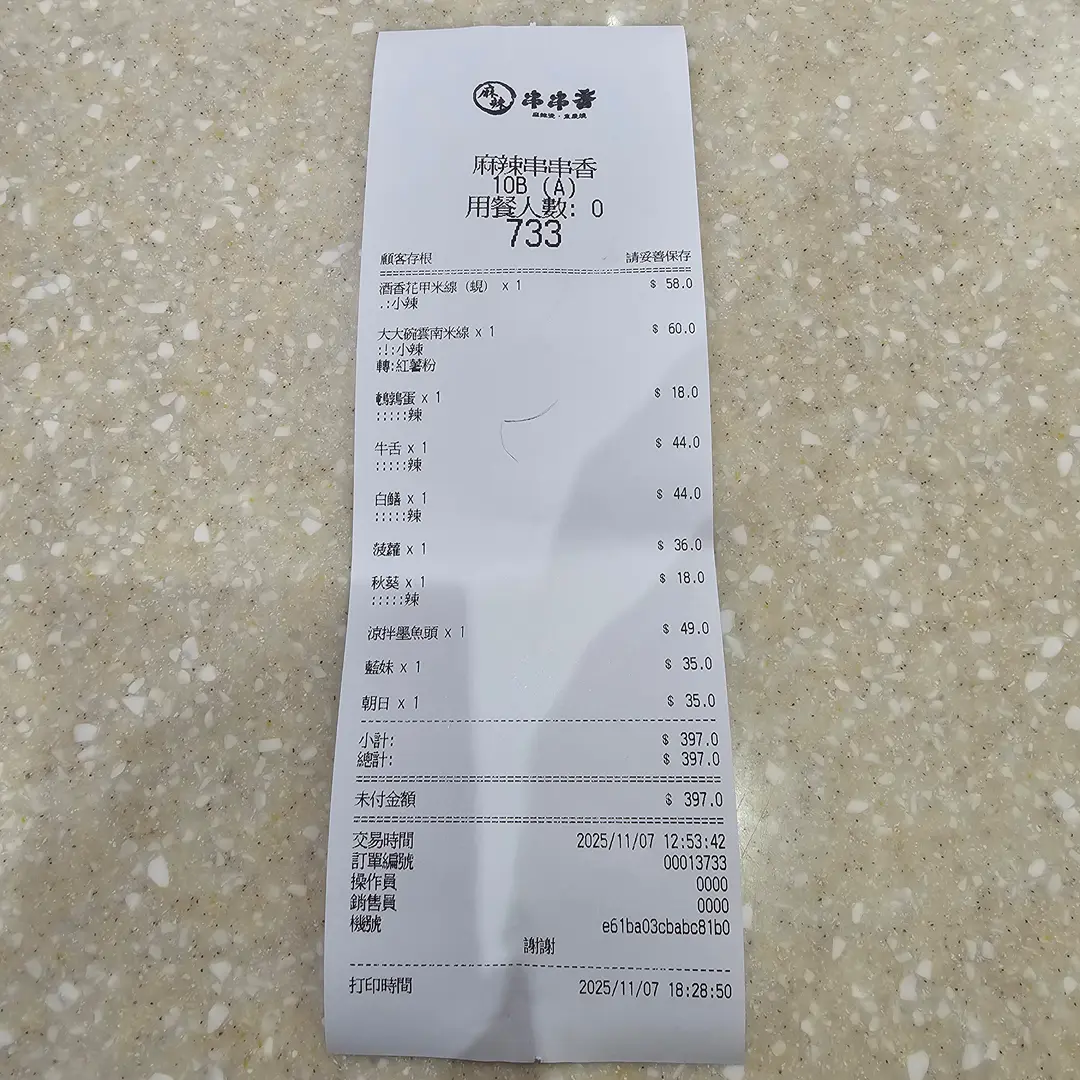 麻辣 串串香
麻辣燙·重慶燒
麻辣串串香
10B (A)
用餐人數: 0
733
顧客存根 請妥善保存
酒香花甲米線 (蜆) x 1 $ 58.0
.:小辣
大大碗雲南米線 x 1 $ 60.0
:!:小辣
轉:紅薯粉
鵪鶉蛋 x 1 $ 18.0
:::::辣
牛舌 x 1 $ 44.0
:::::辣
白鱔 x 1 $ 44.0
:::::辣
菠蘿 x 1 $ 36.0
秋葵 x 1 $ 18.0
:::::辣
涼拌墨魚頭 x 1 $ 49.0
藍妹 x 1 $ 35.0
朝日 x 1 $ 35.0
小計: $ 397.0
總計: $ 397.0
未付金額 $ 397.0
交易時間 2025/11/07 12:53:42
訂單編號 00013733
操作員 0000
銷售員 0000
機號 e61ba03cbabc81b0
謝謝
打印時間 2025/11/07 18:28:50